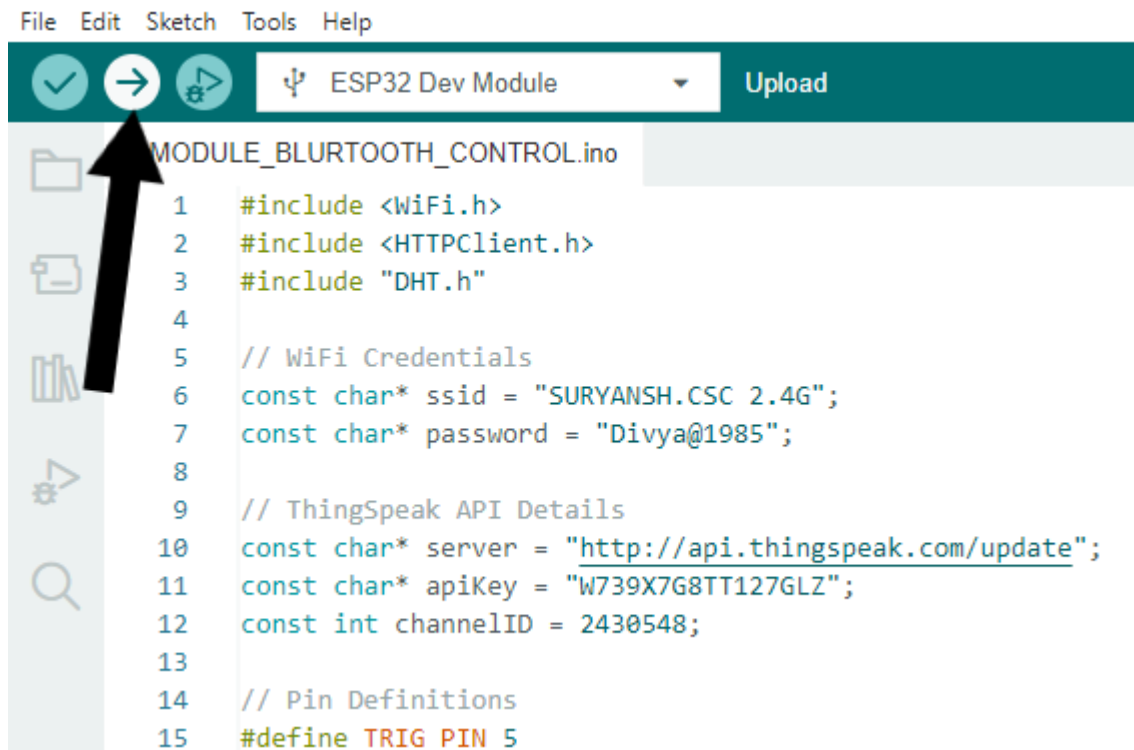 File Edit Sketch Tools Help
ESP32 Dev Module Upload
MODULE_BLURTOOTH_CONTROL.ino
1 #include <WiFi.h>
2 #include <HTTPClient.h>
3 #include "DHT.h"
4
5 // WiFi Credentials
6 const char* ssid = "SURYANSH.CSC 2.4G";
7 const char* password = "Divya@1985";
8
9 // ThingSpeak API Details
10 const char* server = "http://api.thingspeak.com/update";
11 const char* apiKey = "W739X7G8TT127GLZ";
12 const int channelID = 2430548;
13
14 // Pin Definitions
15 #define TRIG PIN 5